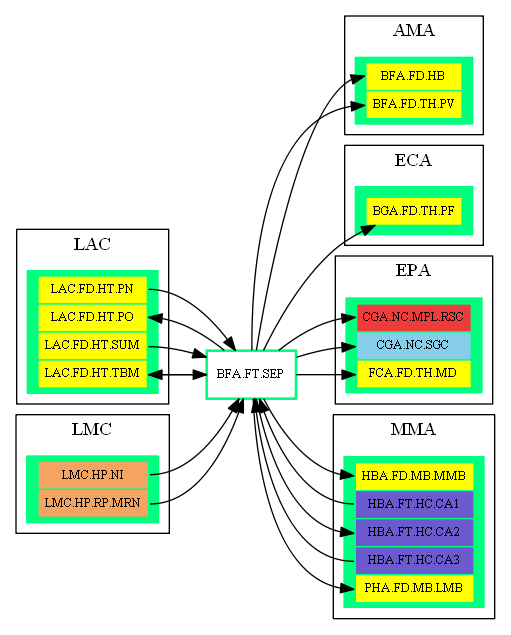 AMA
BFA.FD.HB
BFA.FD.TH.PV
ECA
BGA.FD.TH.PF
LAC
LAC.FD.HT.PN
LAC.FD.HT.PO
LAC.FD.HT.SUM
LAC.FD.HT.TBM
EPA
CGA.NC.MPL.RSC
CGA.NC.SGC
FCA.FD.TH.MD
BFA.FT.SEP
LMC
LMC.HP.NI
LMC.HP.RP.MRN
MMA
HBA.FD.MB.MMB
HBA.FT.HC.CA1
HBA.FT.HC.CA2
HBA.FT.HC.CA3
PHA.FD.MB.LMB